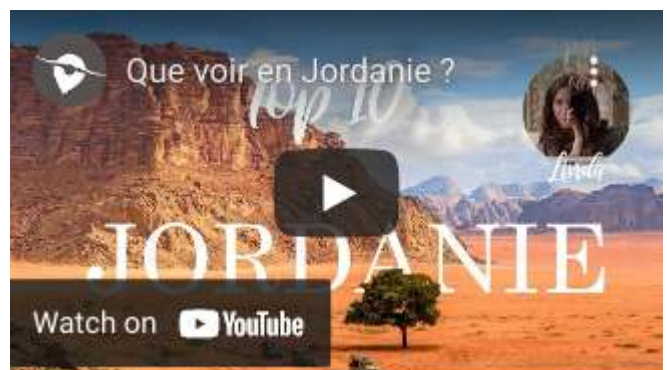 Que voir en Jordanie ?
Top 10
Linda
JORDANIE
Watch on YouTube